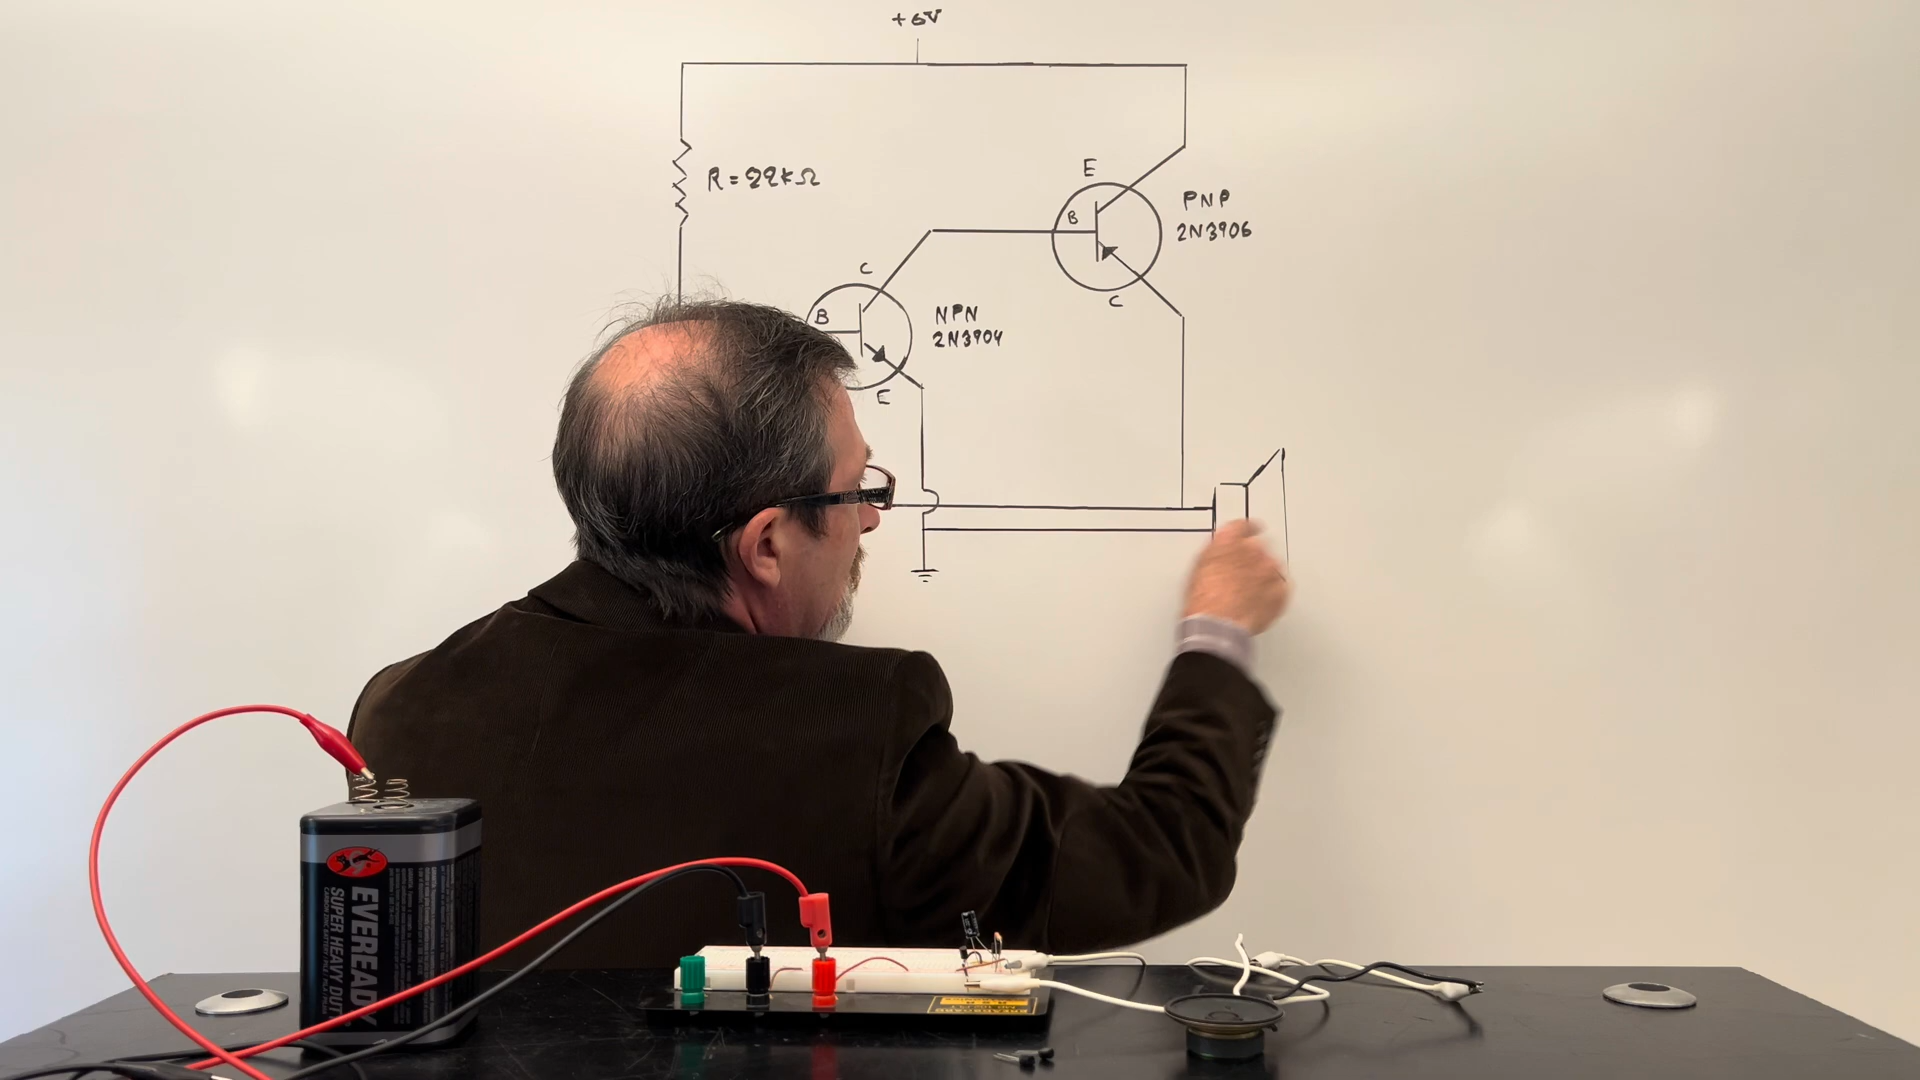 +6V
R=22kΩ
E
B
C
PNP
2N3906
C
B
E
NPN
2N3904
EVEREADY
SUPER HEAVY DUTY